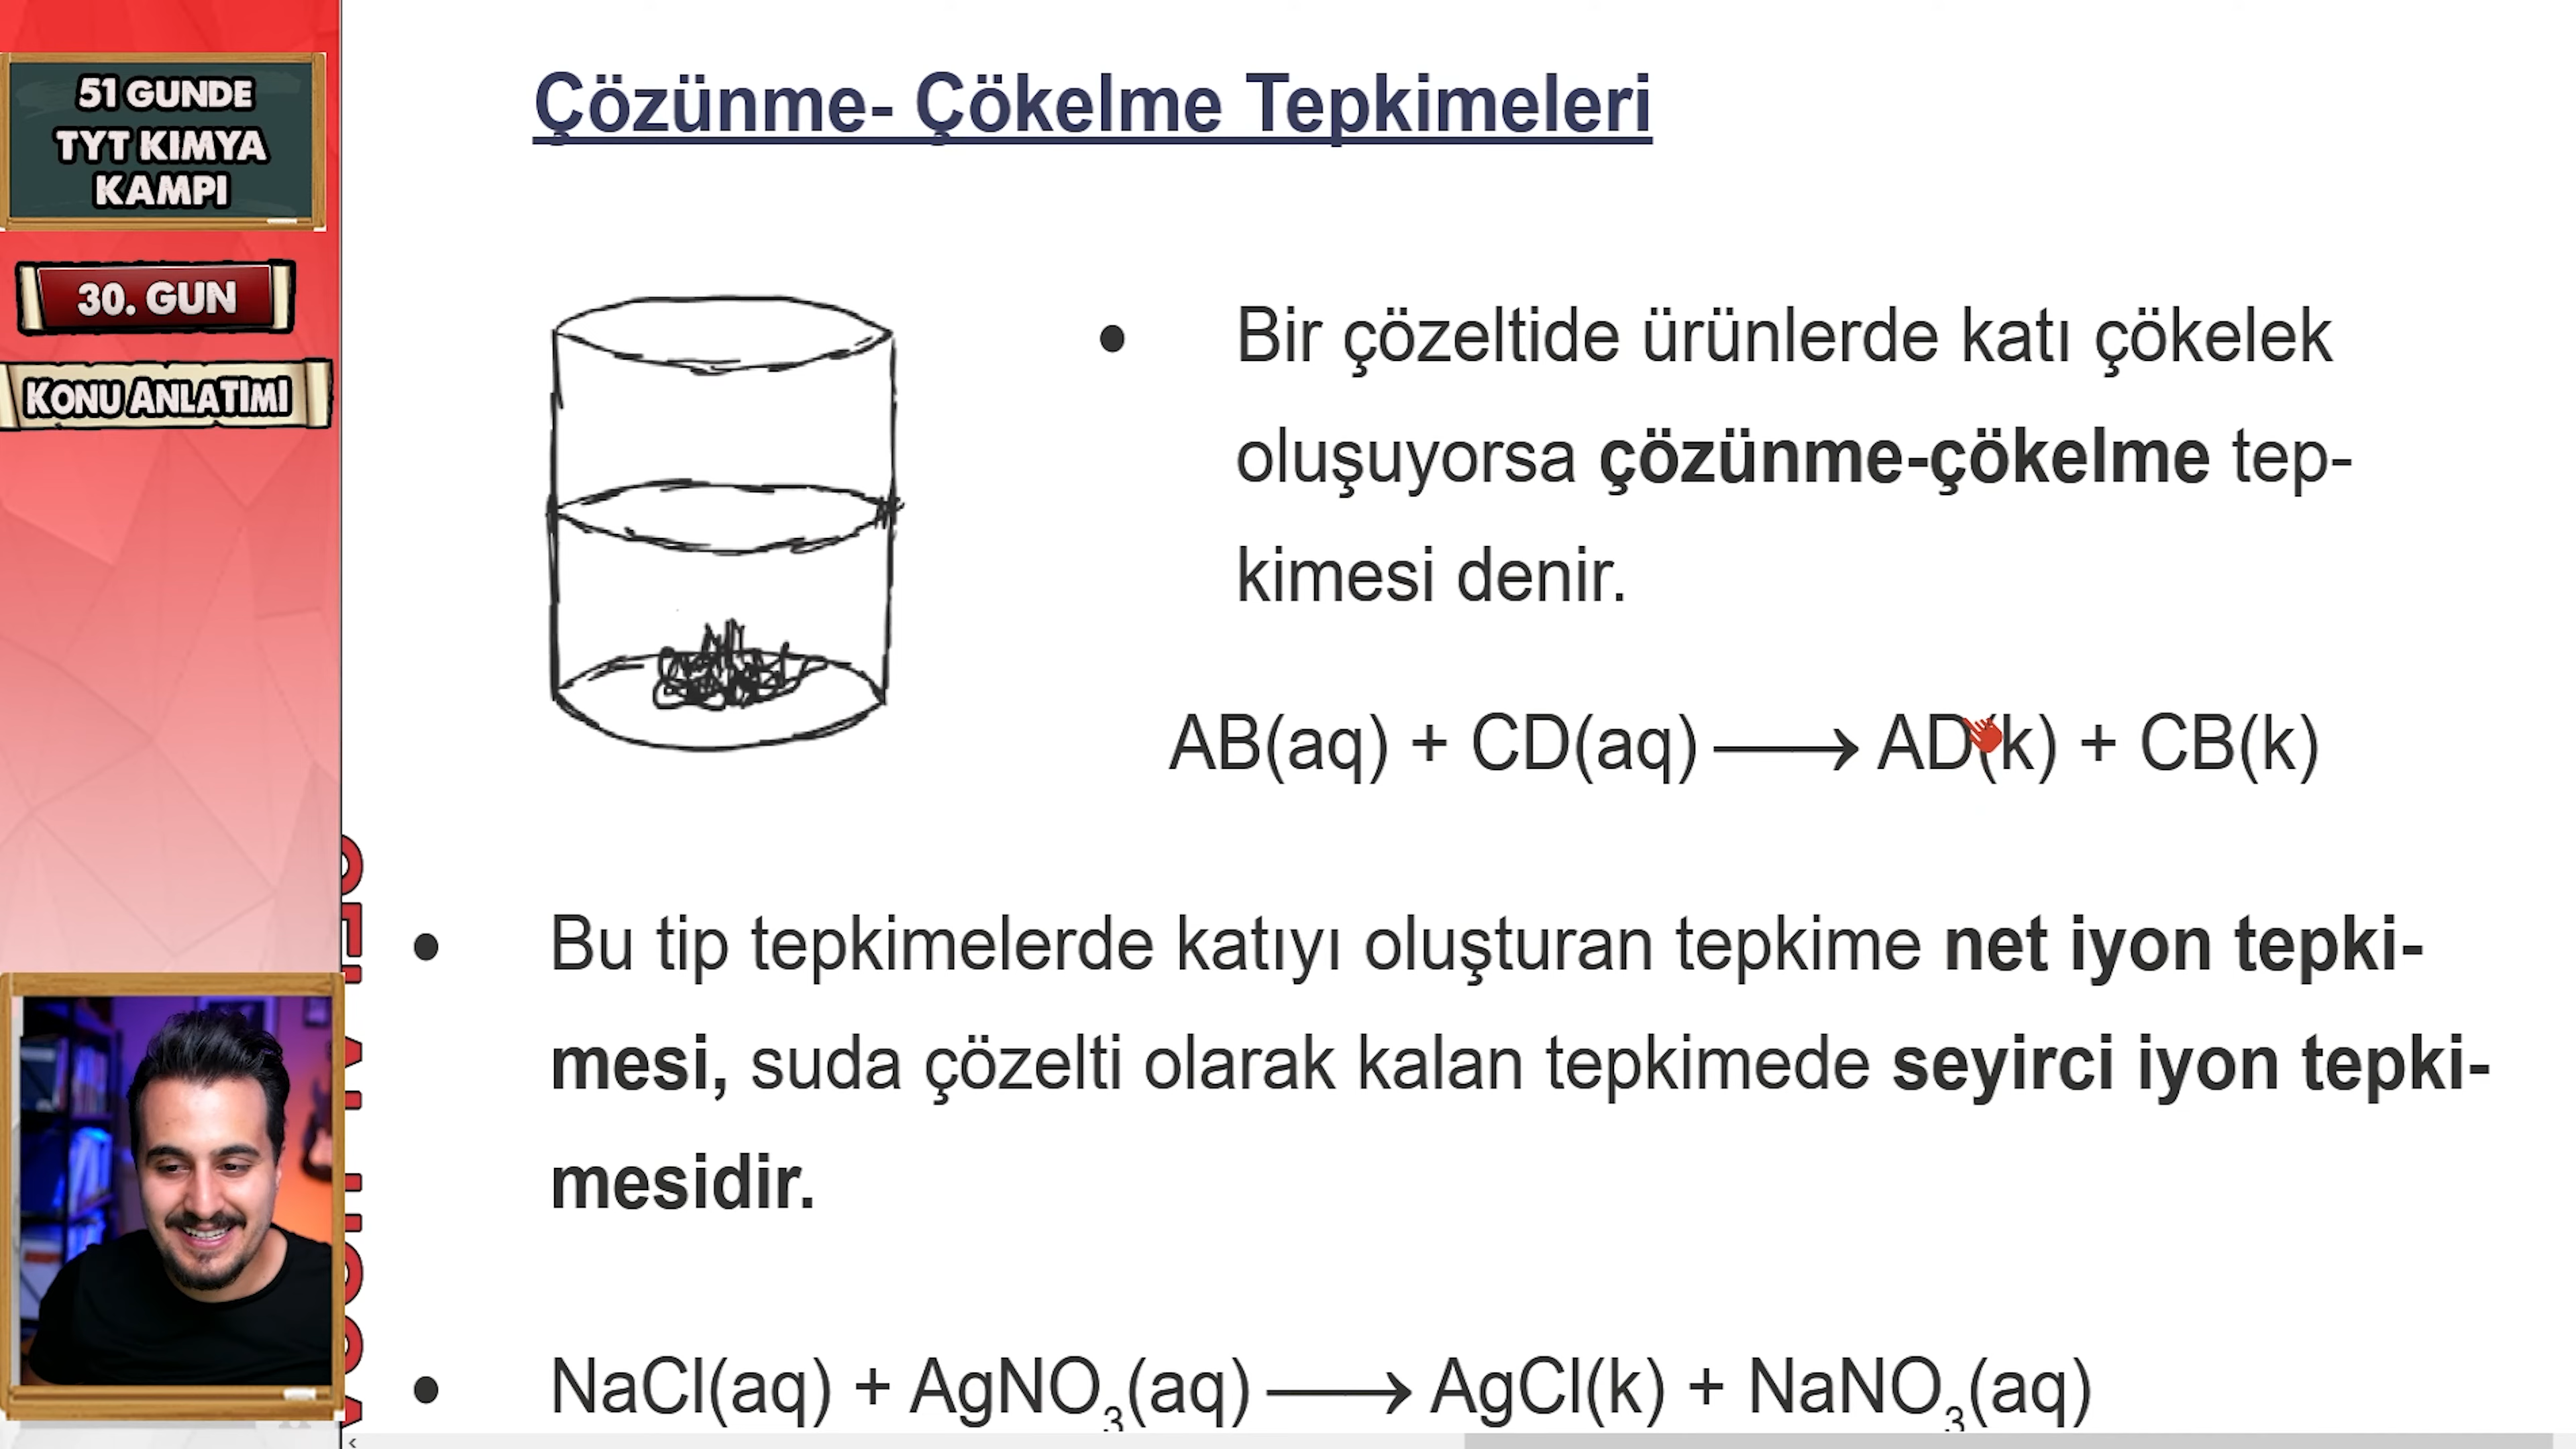 51 GUNDE
TYT KIMYA
KAMPI
30. GUN
KONU ANLATIMI
Çözünme- Çökelme Tepkimeleri
• Bir çözeltide ürünlerde katı çökelek
oluşuyorsa çözünme-çökelme tep-
kimesi denir.
AB(aq) + CD(aq) ⟶ AD(k) + CB(k)
• Bu tip tepkimelerde katıyı oluşturan tepkime net iyon tepki-
mesi, suda çözelti olarak kalan tepkimede seyirci iyon tepki-
mesidir.
• NaCl(aq) + AgNO₃(aq) ⟶ AgCl(k) + NaNO₃(aq)